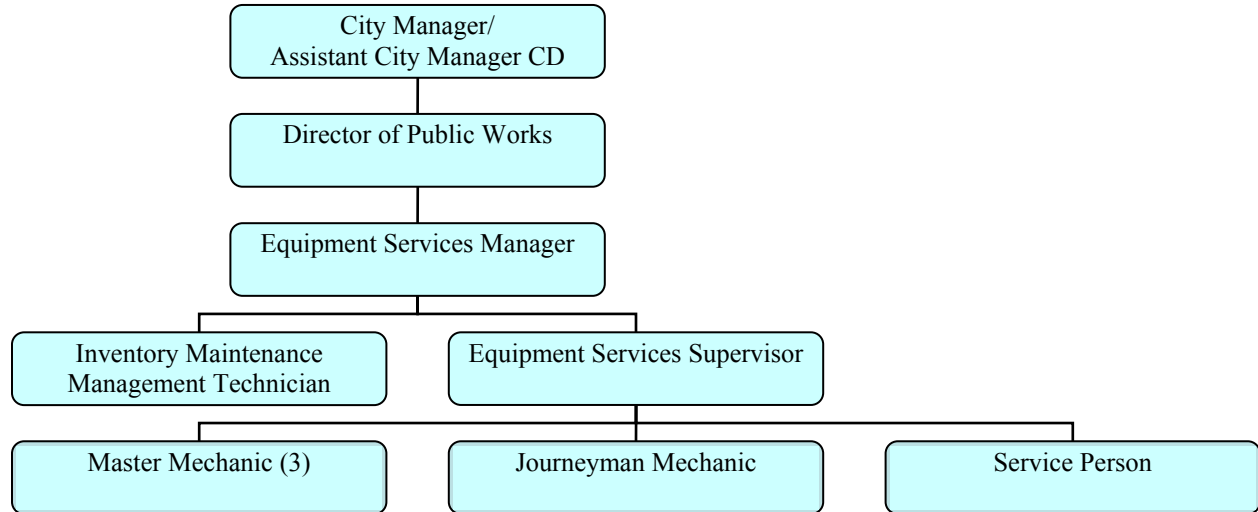 City Manager/
Assistant City Manager CD
Director of Public Works
Equipment Services Manager
Inventory Maintenance
Management Technician
Equipment Services Supervisor
Master Mechanic (3)
Journeyman Mechanic
Service Person